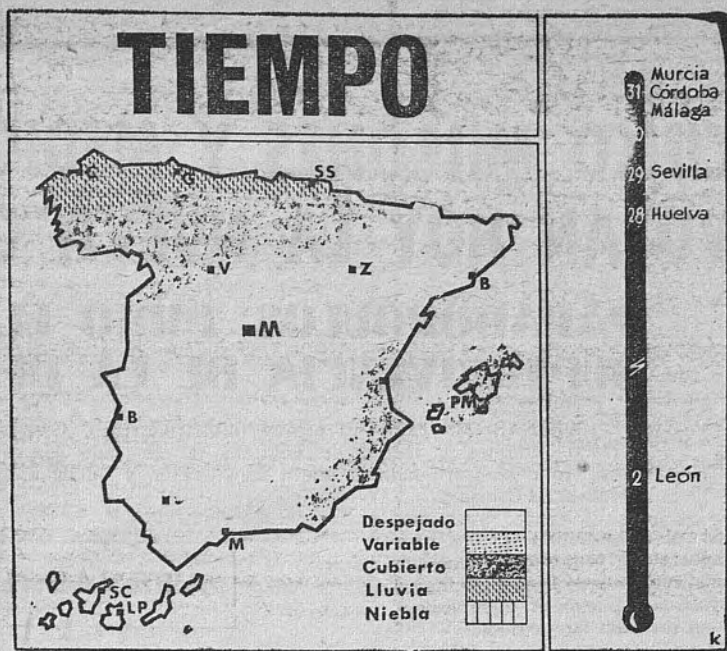 TIEMPO
C
G
SS
V
Z
B
M
B
PM
M
SC
LP
Despejado
Variable
Cubierto
Lluvia
Niebla
31
Murcia
Córdoba
Málaga
29 Sevilla
28 Huelva
2 León
k